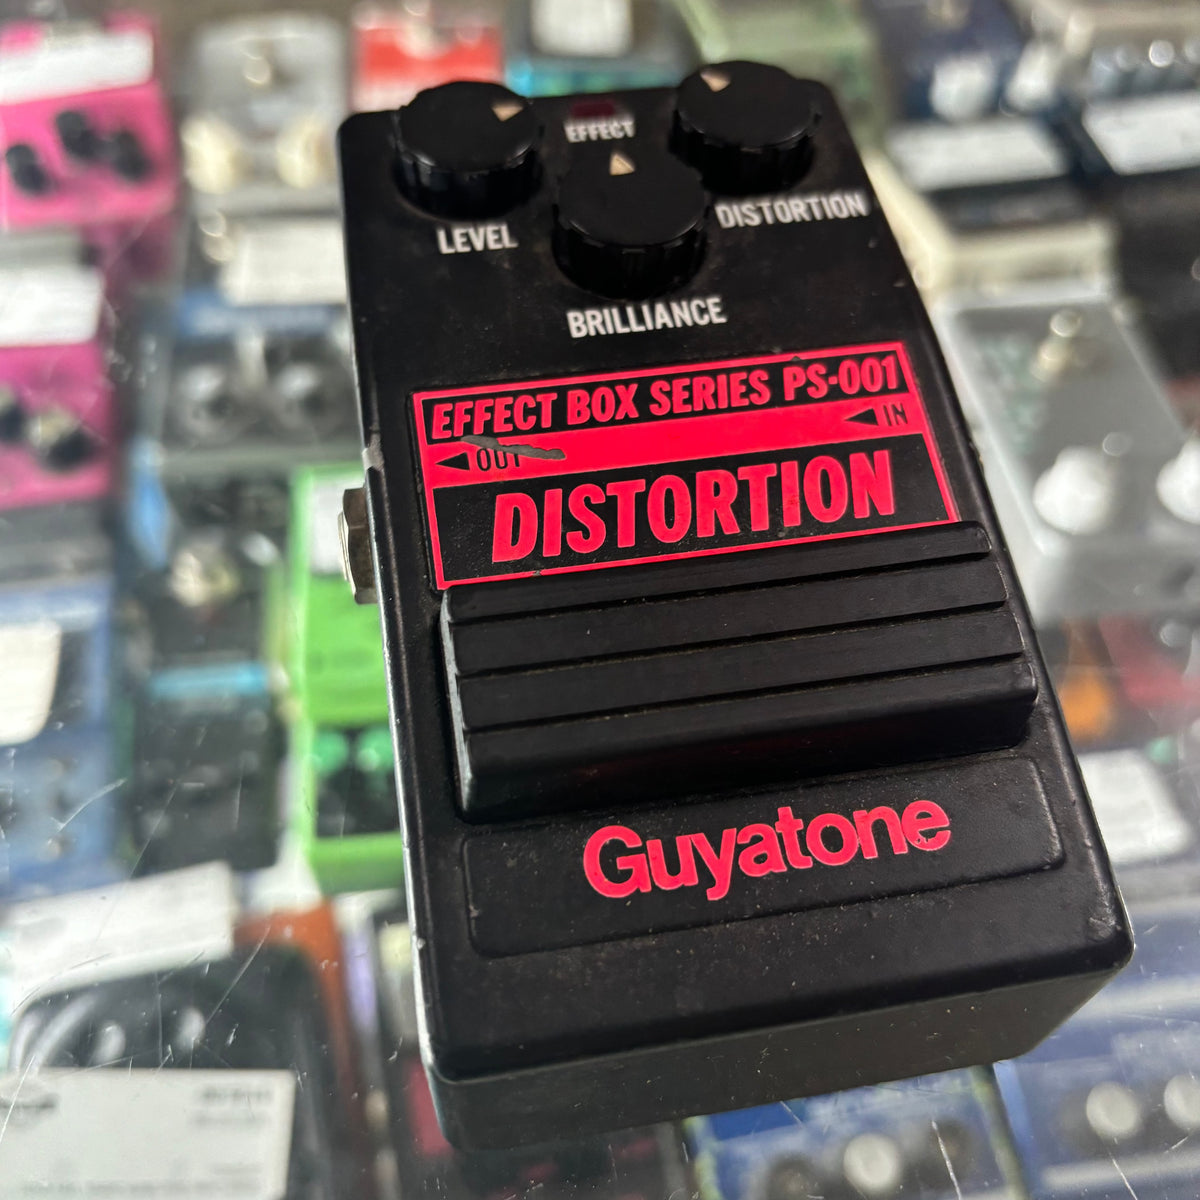 EFFECT
LEVEL
DISTORTION
BRILLIANCE
EFFECT BOX SERIES PS-001
OUT
IN
DISTORTION
Guyatone